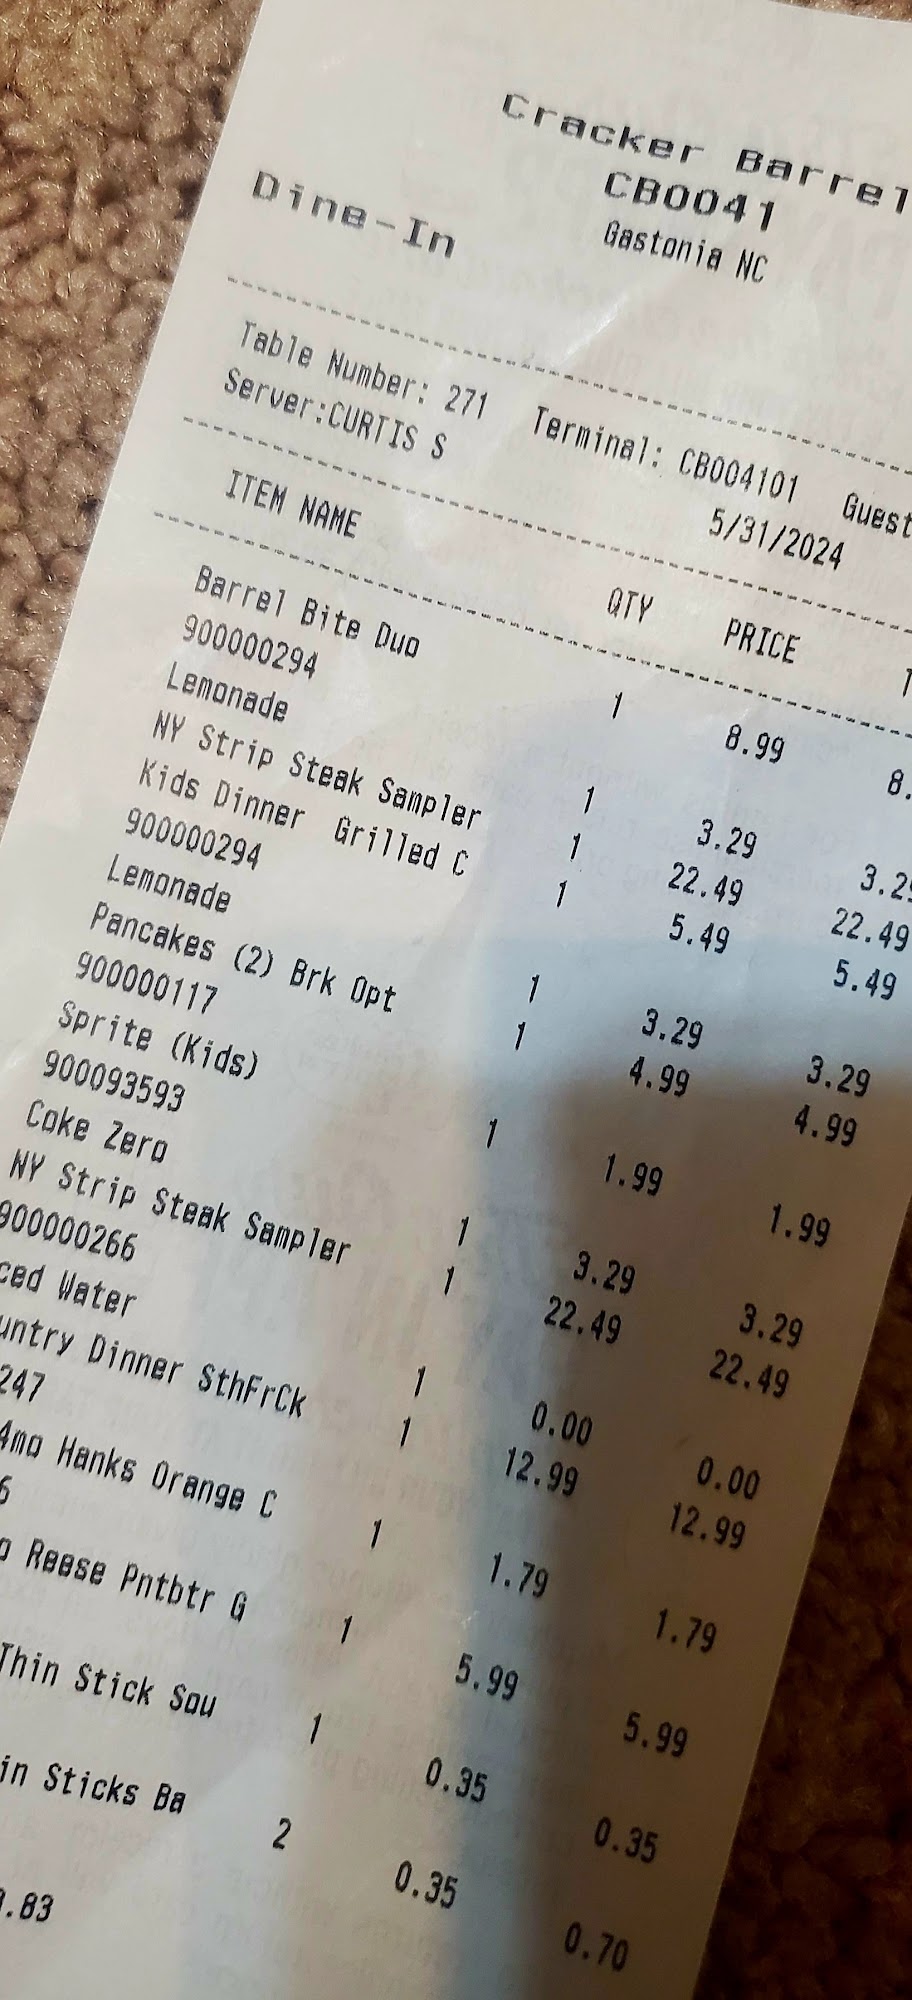 Cracker Barrel
CB0041
Gastonia NC
Dine-In
Table Number: 271 Terminal: CB004101 Guest
Server:CURTIS S 5/31/2024
ITEM NAME QTY PRICE T
Barrel Bite Duo 1 8.99 8.
900000294
Lemonade 1 3.29 3.29
NY Strip Steak Sampler 1 22.49 22.49
Kids Dinner Grilled C 1 5.49 5.49
900000294
Lemonade 1 3.29 3.29
Pancakes (2) Brk Opt 1 4.99 4.99
900000117
Sprite (Kids) 1 1.99 1.99
900093593
Coke Zero 1 3.29 3.29
NY Strip Steak Sampler 1 22.49 22.49
900000266
ced Water 1 0.00 0.00
untry Dinner SthFrCk 1 12.99 12.99
247
4mo Hanks Orange C 1 1.79 1.79
6
o Reese Pntbtr G 1 5.99 5.99
Thin Stick Sou 1 0.35 0.35
in Sticks Ba 2 0.35 0.70
.83